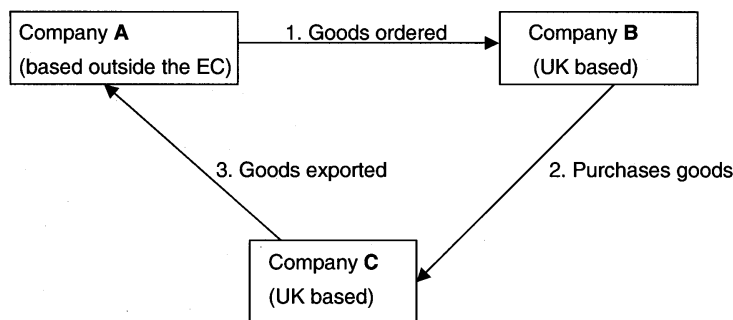 Company A
(based outside the EC)
1. Goods ordered
Company B
(UK based)
3. Goods exported
2. Purchases goods
Company C
(UK based)